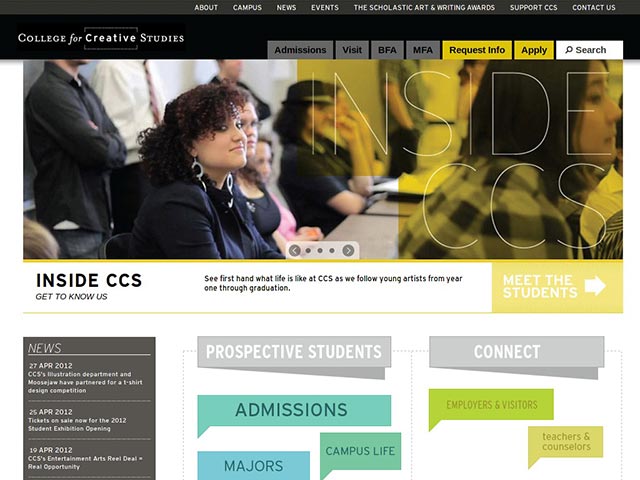 ABOUT CAMPUS NEWS EVENTS THE SCHOLASTIC ART & WRITING AWARDS SUPPORT CCS CONTACT US
COLLEGE for CREATIVE STUDIES
Admissions Visit BFA MFA Request Info Apply Search
INSIDE
CCS
INSIDE CCS
GET TO KNOW US
See first hand what life is like at CCS as we follow young artists from year
one through graduation.
MEET THE
STUDENTS
NEWS
27 APR 2012
CCS's Illustration department and
Moosejaw have partnered for a t-shirt
design competition
25 APR 2012
Tickets on sale now for the 2012
Student Exhibition Opening
19 APR 2012
CCS's Entertainment Arts Reel Deal =
Real Opportunity
PROSPECTIVE STUDENTS
ADMISSIONS
CAMPUS LIFE
MAJORS
CONNECT
EMPLOYERS & VISITORS
teachers &
counselors